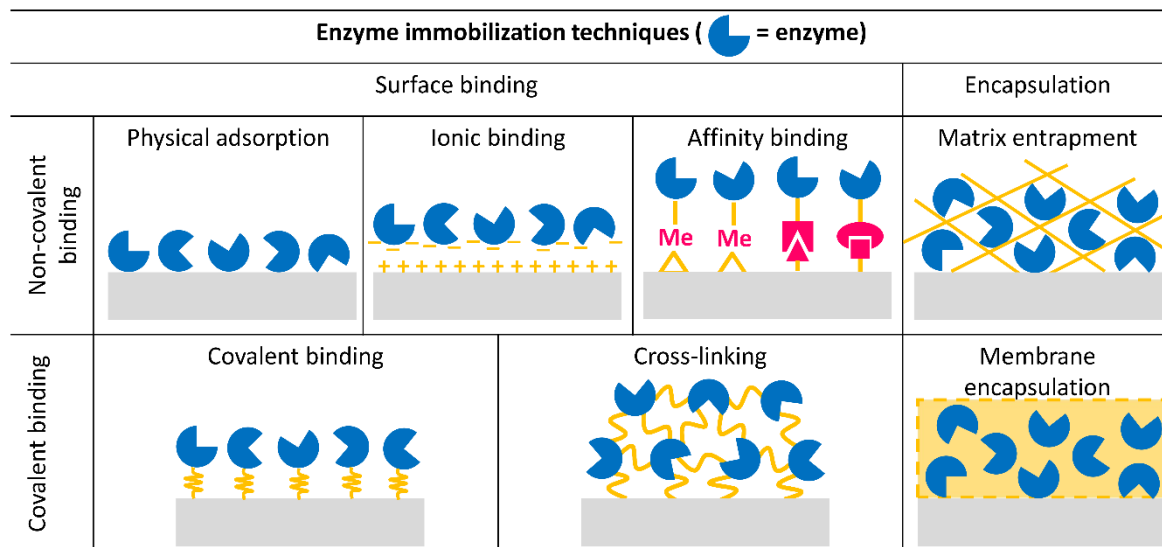 Enzyme immobilization techniques ( = enzyme)
Surface binding
Encapsulation
Non-covalent
binding
Physical adsorption
Ionic binding
Affinity binding
Matrix entrapment
+ + + + + + + + + + + +
Me
Me
Covalent binding
Covalent binding
Cross-linking
Membrane
encapsulation